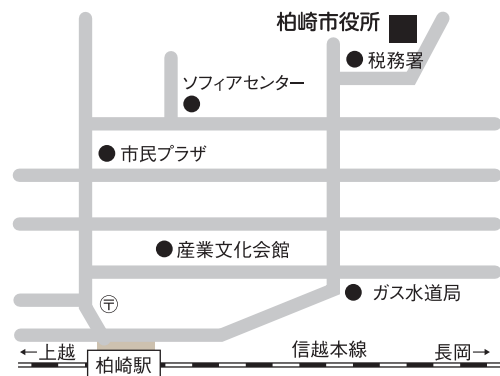 柏崎市役所
税務署
ソフィアセンター
市民プラザ
産業文化会館
〒
ガス水道局
←上越
信越本線
長岡→
柏崎駅